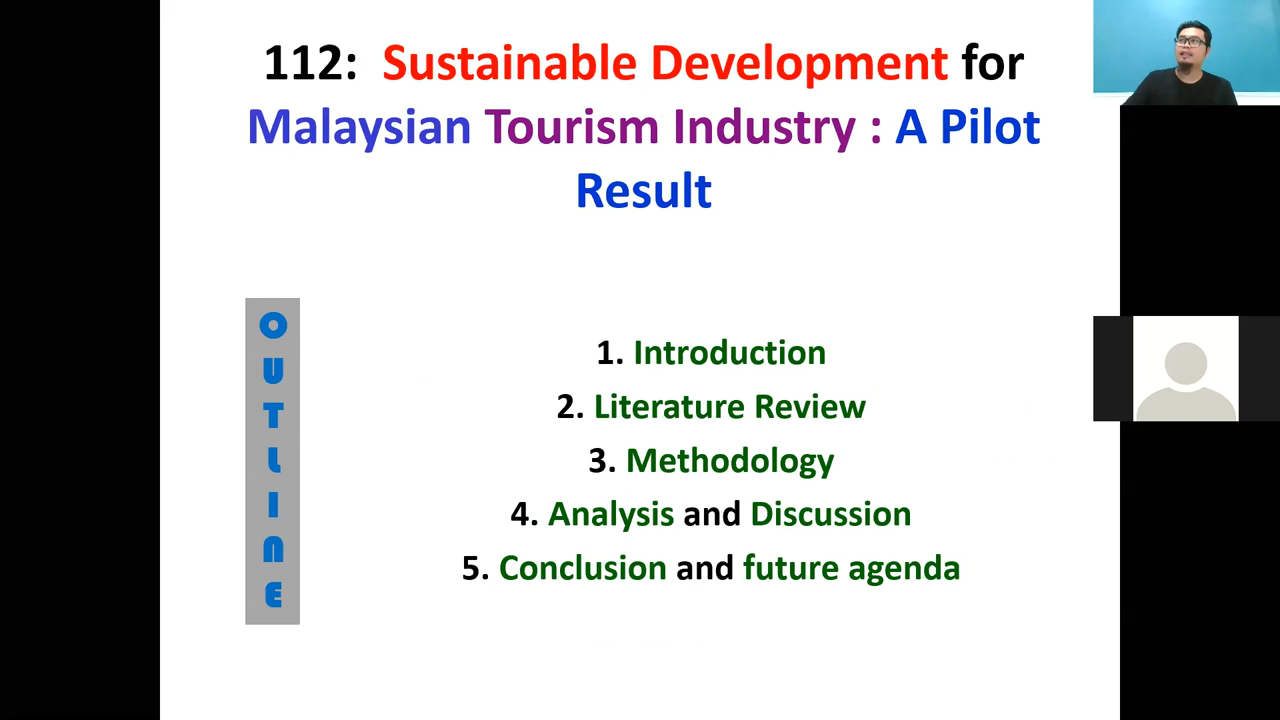 112: Sustainable Development for
Malaysian Tourism Industry : A Pilot
Result
OUTLINE
1. Introduction
2. Literature Review
3. Methodology
4. Analysis and Discussion
5. Conclusion and future agenda